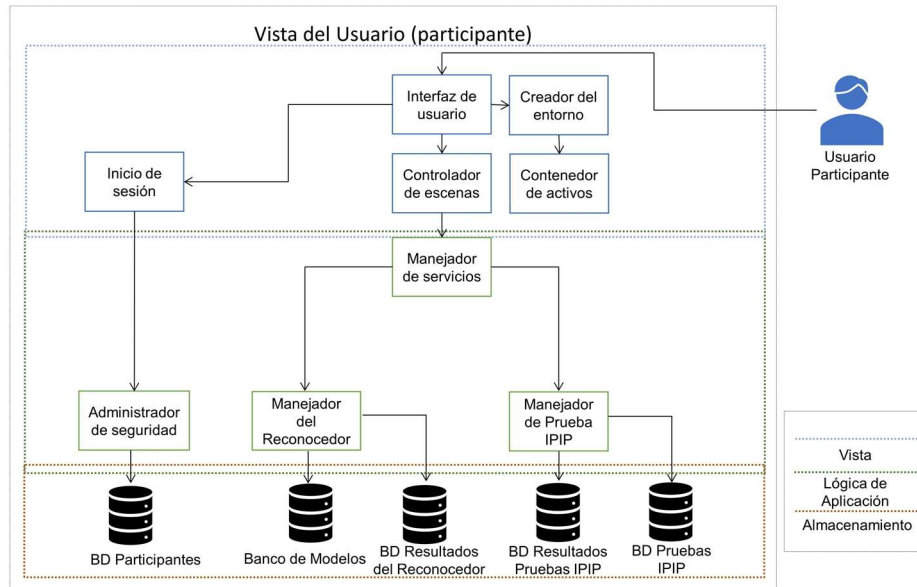 Vista del Usuario (participante)
Interfaz de
usuario
Creador del
entorno
Usuario
Participante
Inicio de
sesión
Controlador
de escenas
Contenedor
de activos
Manejador
de servicios
Administrador
de seguridad
Manejador
del
Reconocedor
Manejador
de Prueba
IPIP
Vista
Lógica de
Aplicación
Almacenamiento
BD Participantes
Banco de Modelos
BD Resultados
del Reconocedor
BD Resultados
Pruebas IPIP
BD Pruebas
IPIP